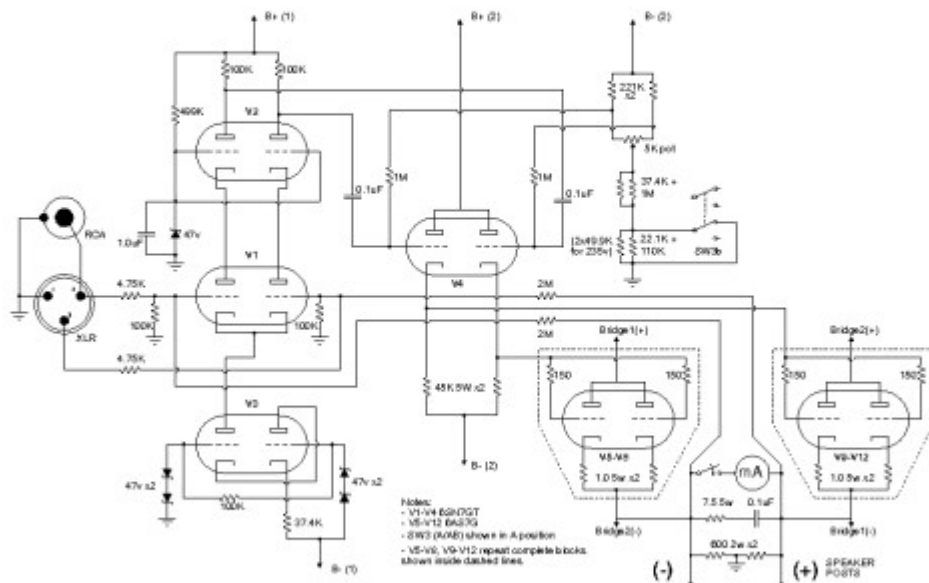 B+ (1)
B+ (2)
B- (2)
100K
100K
221K
x2
499K
V2
5K pot
0.1uF
1M
1M
0.1uF
37.4K +
1M
RCA
1.0uF
47v
(2x49.9K
for 235v)
22.1K +
110K
SW3b
V1
V4
4.75K
2M
100K
100K
2M
XLR
Bridge1(+)
Bridge2(+)
4.75K
150
150
150
150
V3
V5-V8
V9-V12
1.0 5w x2
1.0 5w x2
mA
47v x2
47v x2
100K
7.5 5w
0.1uF
37.4K
B- (2)
Bridge2(-)
Bridge1(-)
600 2w x2
B- (1)
(-)
(+)
SPEAKER
POSTS
Notes:
- V1-V4 6SN7GT
- V5-V12 6AS7G
- SW3 (A/AB) shown in A position
- V5-V8, V9-V12 repeat complete blocks
shown inside dashed lines.